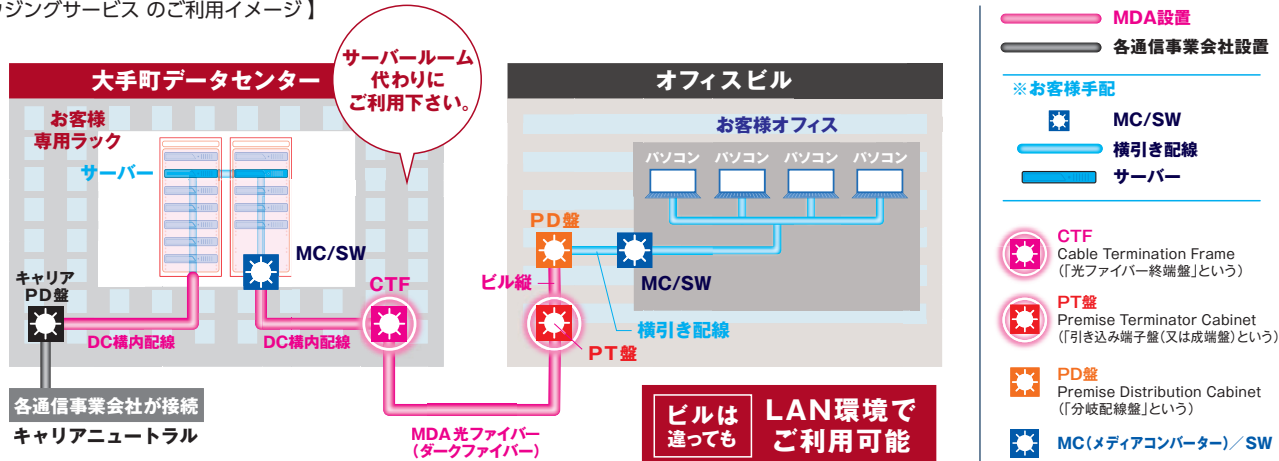 ウジングサービス のご利用イメージ】
サーバールーム
代わりに
ご利用下さい。
大手町データセンター
お客様
専用ラック
サーバー
MC/SW
キャリア
PD盤
CTF
DC構内配線
DC構内配線
各通信事業会社が接続
キャリアニュートラル
MDA光ファイバー
（ダークファイバー）
オフィスビル
お客様オフィス
パソコン パソコン パソコン パソコン
PD盤
MC/SW
ビル縦
横引き配線
PT盤
ビルは
違っても
LAN環境で
ご利用可能
MDA設置
各通信事業会社設置
※お客様手配
MC/SW
横引き配線
サーバー
CTF
Cable Termination Frame
（「光ファイバー終端盤」という）
PT盤
Premise Terminator Cabinet
（「引き込み端子盤（又は成端盤）という）
PD盤
Premise Distribution Cabinet
（「分岐配線盤」という）
MC（メディアコンバーター）／SW